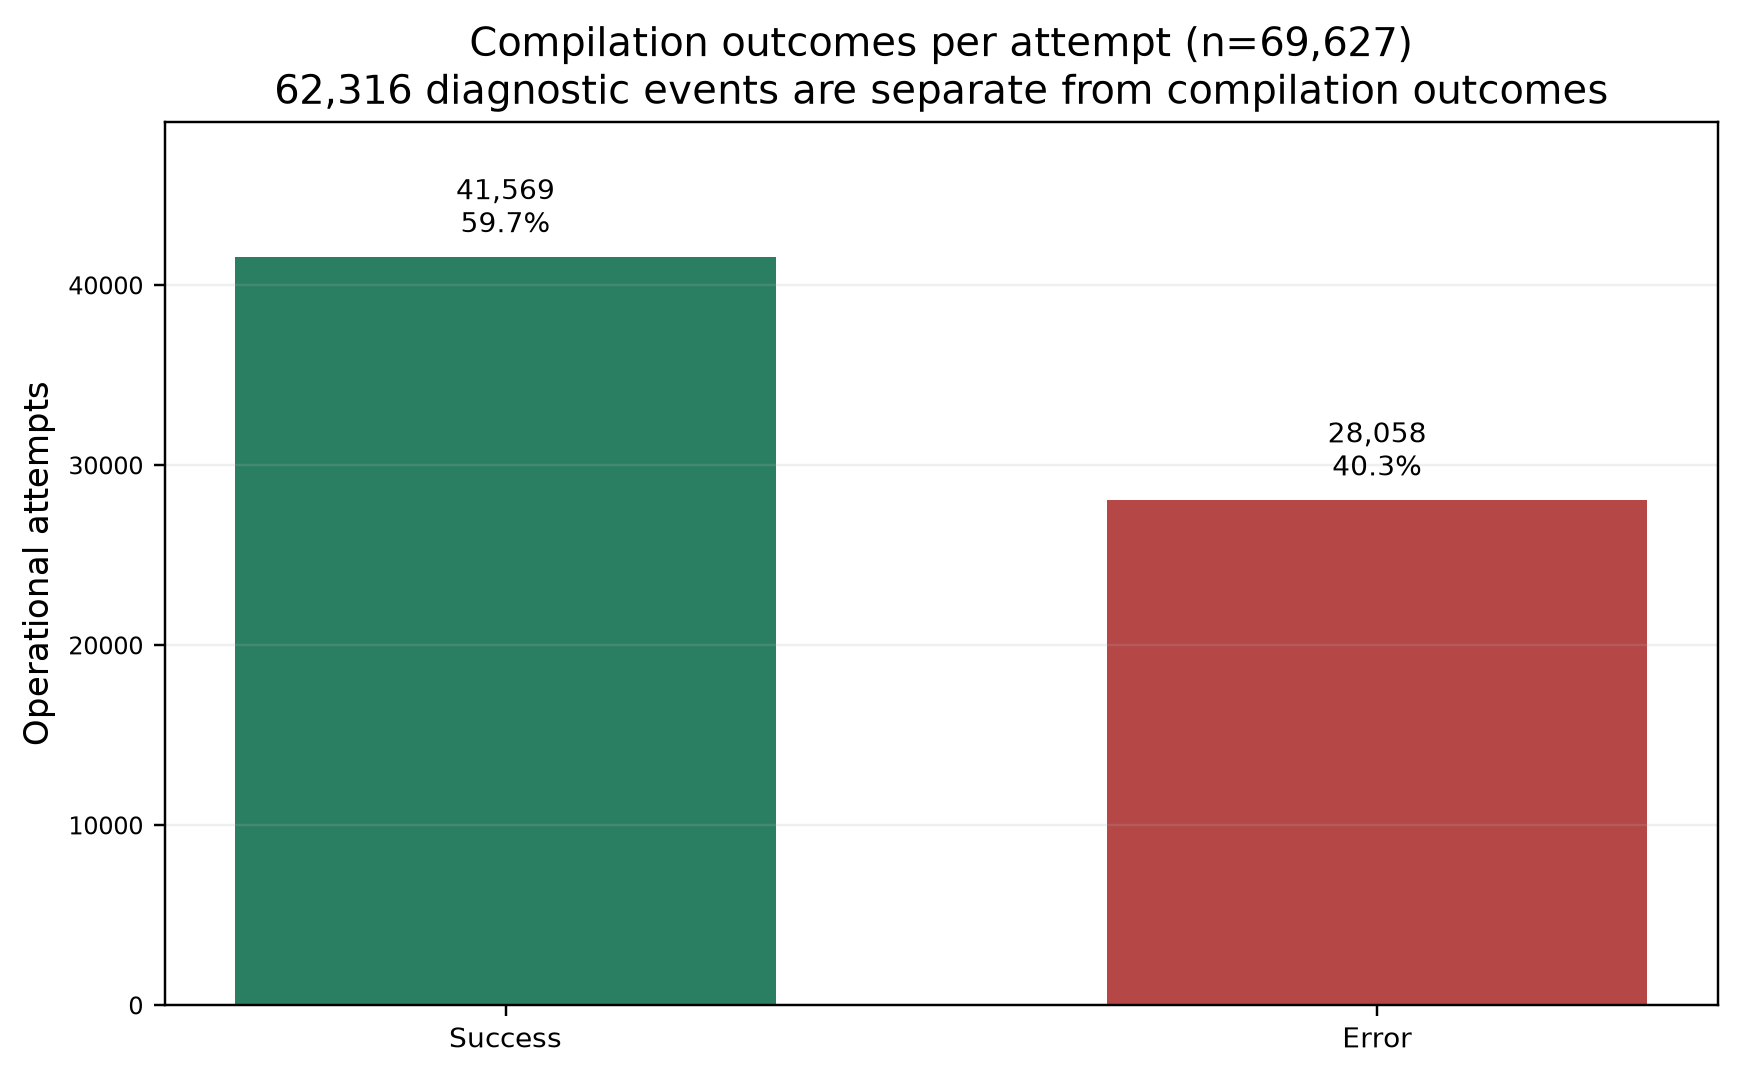 Compilation outcomes per attempt (n=69,627)
62,316 diagnostic events are separate from compilation outcomes
41,569
59.7%
28,058
40.3%
Operational attempts
40000
30000
20000
10000
0
Success
Error